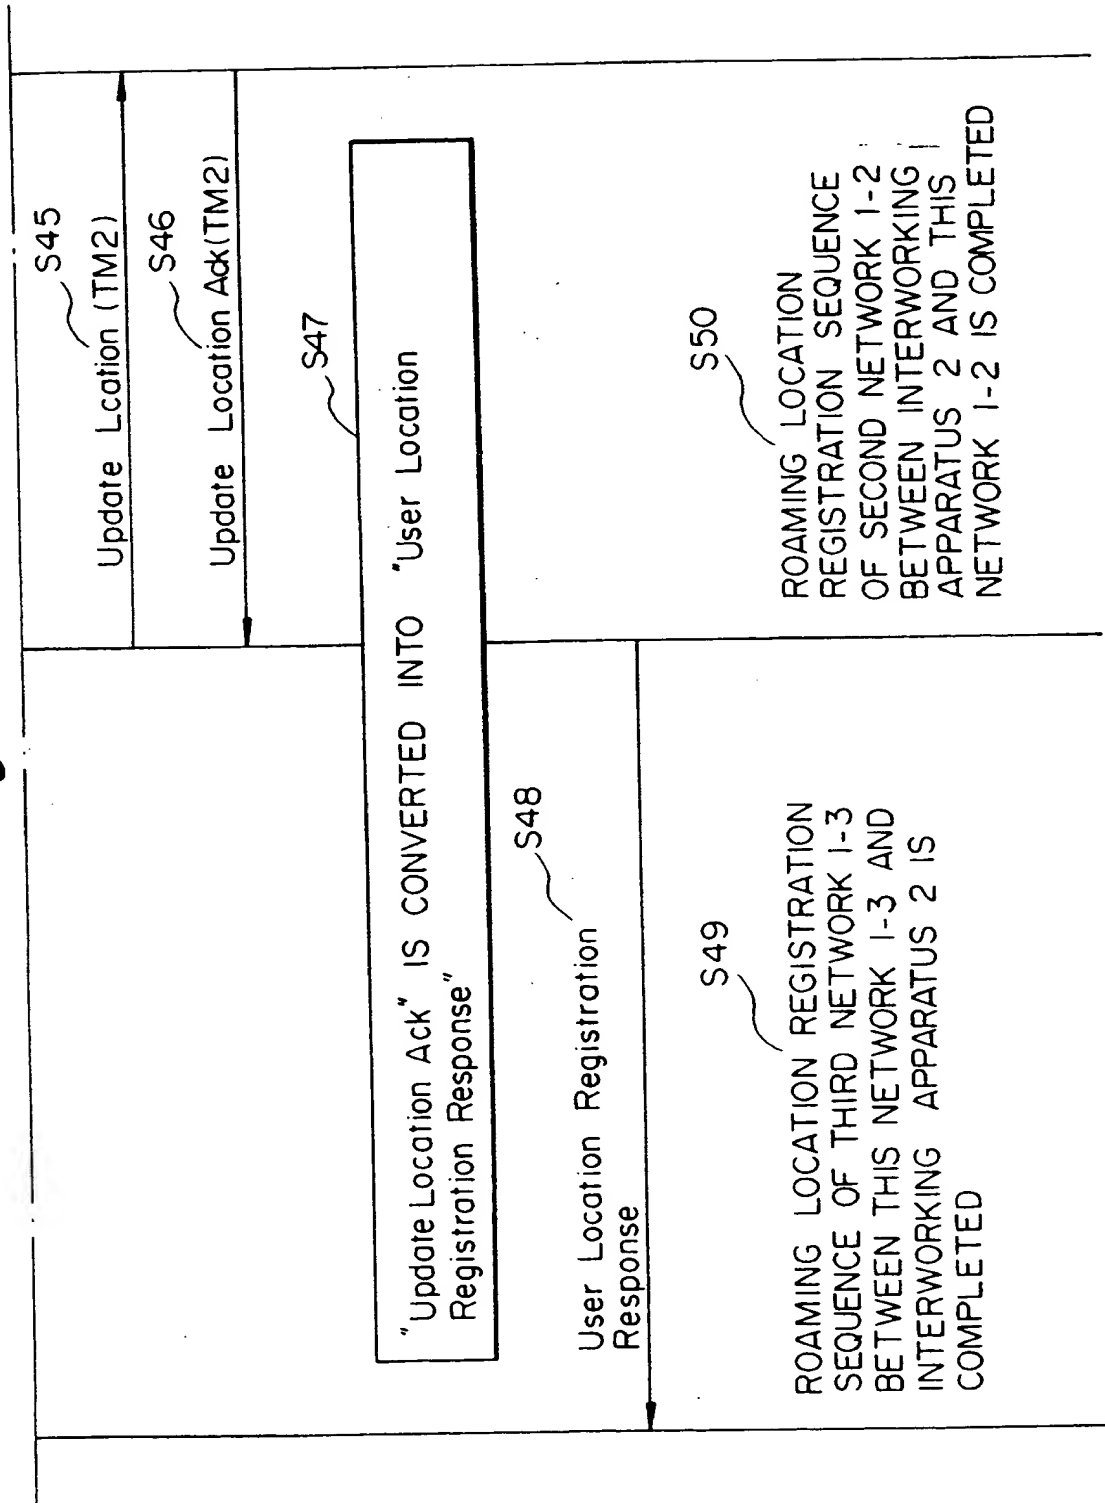 S45
Update Lccation (TM2)
S46
Update Location Ack(TM2)
S47
"Update Location Ack" IS CONVERTED INTO "User Location
Registration Response"
S48
User Location Registration
Response
S49
ROAMING LOCATION REGISTRATION
SEQUENCE OF THIRD NETWORK 1-3
BETWEEN THIS NETWORK 1-3 AND
INTERWORKING APPARATUS 2 IS
COMPLETED
S50
ROAMING LOCATION
REGISTRATION SEQUENCE
OF SECOND NETWORK 1-2
BETWEEN INTERWORKING
APPARATUS 2 AND THIS
NETWORK 1-2 IS COMPLETED